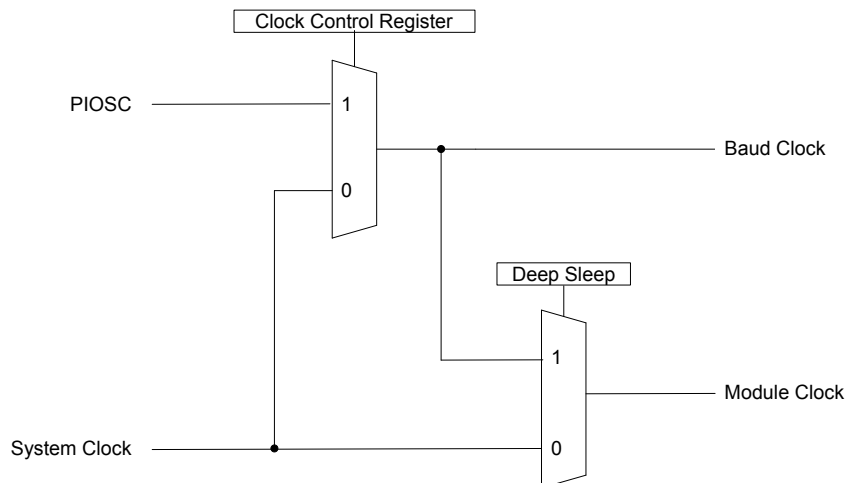 Clock Control Register
PIOSC
1
Baud Clock
0
Deep Sleep
1
Module Clock
System Clock
0